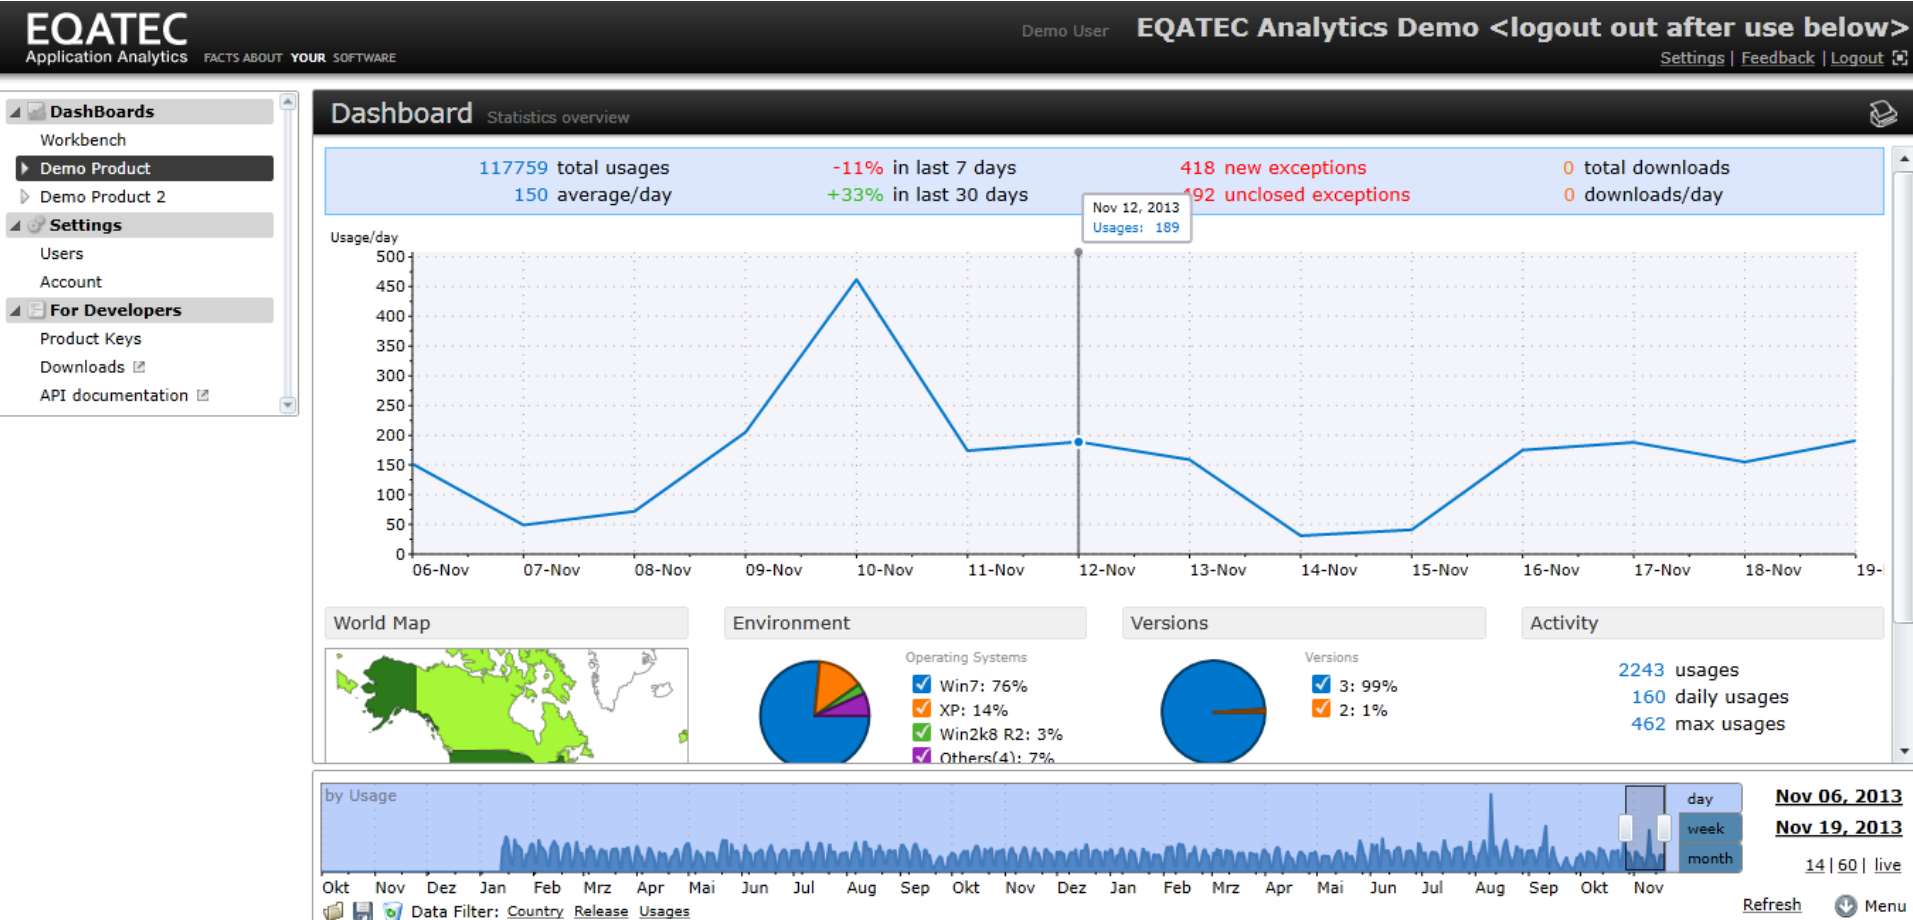 EQATEC
Application Analytics FACTS ABOUT YOUR SOFTWARE
Demo User EQATEC Analytics Demo <logout out after use below>
Settings | Feedback | Logout
DashBoards
Workbench
Demo Product
Demo Product 2
Settings
Users
Account
For Developers
Product Keys
Downloads
API documentation
Dashboard Statistics overview
117759 total usages -11% in last 7 days 418 new exceptions 0 total downloads
150 average/day +33% in last 30 days 492 unclosed exceptions 0 downloads/day
Nov 12, 2013
Usages: 189
Usage/day
500
450
400
350
300
250
200
150
100
50
0
06-Nov 07-Nov 08-Nov 09-Nov 10-Nov 11-Nov 12-Nov 13-Nov 14-Nov 15-Nov 16-Nov 17-Nov 18-Nov 19-
World Map
Environment
Operating Systems
Win7: 76%
XP: 14%
Win2k8 R2: 3%
Others(4): 7%
Versions
Versions
3: 99%
2: 1%
Activity
2243 usages
160 daily usages
462 max usages
by Usage
Okt Nov Dez Jan Feb Mrz Apr Mai Jun Jul Aug Sep Okt Nov Dez Jan Feb Mrz Apr Mai Jun Jul Aug Sep Okt Nov
day
week
month
Nov 06, 2013
Nov 19, 2013
14 | 60 | live
Data Filter: Country Release Usages
Refresh Menu